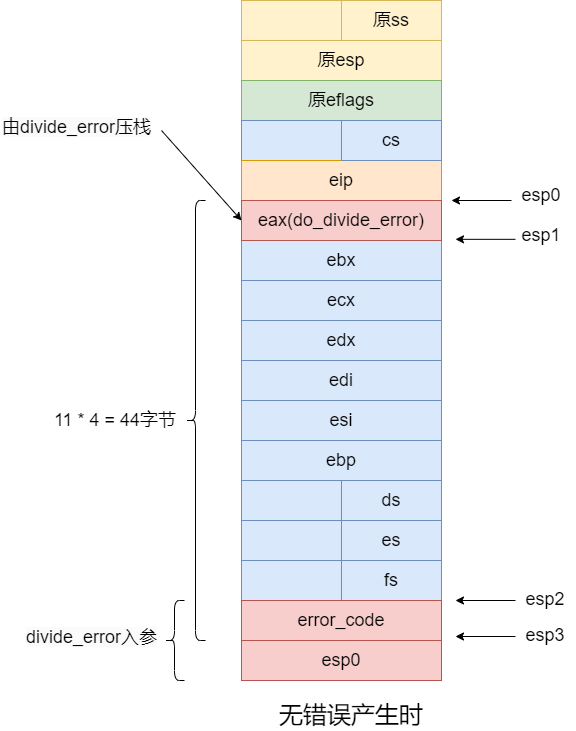 原ss
原esp
原eflags
由divide_error压栈
cs
eip
esp0
eax(do_divide_error)
esp1
ebx
ecx
edx
edi
11 * 4 = 44字节
esi
ebp
ds
es
fs
esp2
error_code
divide_error入参
esp3
esp0
无错误产生时